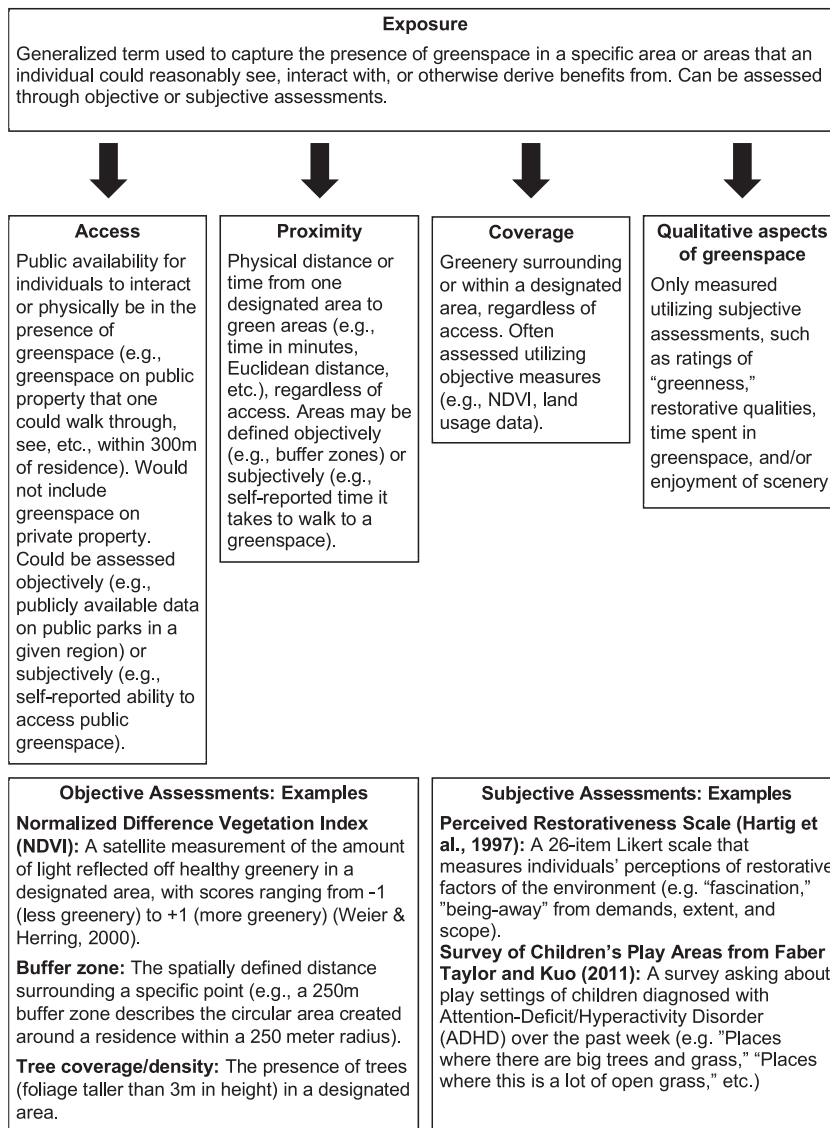 Exposure
Generalized term used to capture the presence of greenspace in a specific area or areas that an
individual could reasonably see, interact with, or otherwise derive benefits from. Can be assessed
through objective or subjective assessments.
Access
Public availability for
individuals to interact
or physically be in the
presence of
greenspace (e.g.,
greenspace on public
property that one
could walk through,
see, etc., within 300m
of residence). Would
not include
greenspace on
private property.
Could be assessed
objectively (e.g.,
publicly available data
on public parks in a
given region) or
subjectively (e.g.,
self-reported ability to
access public
greenspace).
Proximity
Physical distance or
time from one
designated area to
green areas (e.g.,
time in minutes,
Euclidean distance,
etc.), regardless of
access. Areas may be
defined objectively
(e.g., buffer zones) or
subjectively (e.g.,
self-reported time it
takes to walk to a
greenspace).
Coverage
Greenery surrounding
or within a designated
area, regardless of
access. Often
assessed utilizing
objective measures
(e.g., NDVI, land
usage data).
Qualitative aspects
of greenspace
Only measured
utilizing subjective
assessments, such
as ratings of
“greenness,”
restorative qualities,
time spent in
greenspace, and/or
enjoyment of scenery
Objective Assessments: Examples
Normalized Difference Vegetation Index
(NDVI): A satellite measurement of the amount
of light reflected off healthy greenery in a
designated area, with scores ranging from -1
(less greenery) to +1 (more greenery) (Weier &
Herring, 2000).
Buffer zone: The spatially defined distance
surrounding a specific point (e.g., a 250m
buffer zone describes the circular area created
around a residence within a 250 meter radius).
Tree coverage/density: The presence of trees
(foliage taller than 3m in height) in a designated
area.
Subjective Assessments: Examples
Perceived Restorativeness Scale (Hartig et
al., 1997): A 26-item Likert scale that
measures individuals’ perceptions of restorative
factors of the environment (e.g. “fascination,”
”being-away” from demands, extent, and
scope).
Survey of Children’s Play Areas from Faber
Taylor and Kuo (2011): A survey asking about
play settings of children diagnosed with
Attention-Deficit/Hyperactivity Disorder
(ADHD) over the past week (e.g. ”Places
where there are big trees and grass,” “Places
where this is a lot of open grass,” etc.)